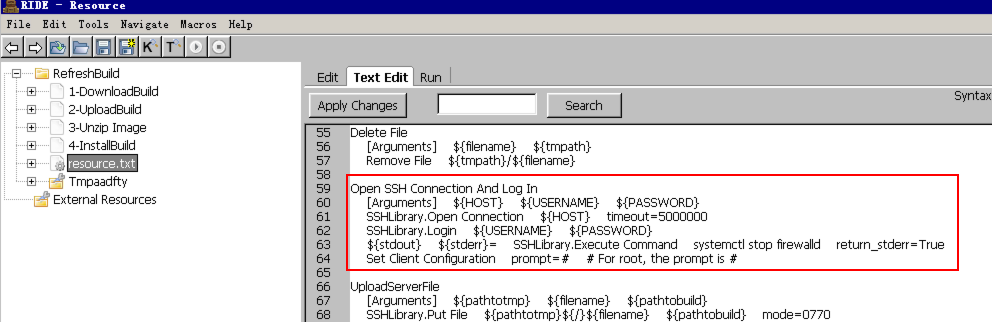 RIDE - Resource
File Edit Tools Navigate Macros Help
K T
RefreshBuild
1-DownloadBuild
2-UploadBuild
3-Unzip Image
4-InstallBuild
resource.txt
Tmpaadfty
External Resources
Edit Text Edit Run
Apply Changes Search
Syntax
55 Delete File
56 [Arguments] ${filename} ${tmpath}
57 Remove File ${tmpath}/${filename}
58
59 Open SSH Connection And Log In
60 [Arguments] ${HOST} ${USERNAME} ${PASSWORD}
61 SSHLibrary.Open Connection ${HOST} timeout=5000000
62 SSHLibrary.Login ${USERNAME} ${PASSWORD}
63 ${stdout} ${stderr}= SSHLibrary.Execute Command systemctl stop firewalld return_stderr=True
64 Set Client Configuration prompt=# # For root, the prompt is #
65
66 UploadServerFile
67 [Arguments] ${pathtotmp} ${filename} ${pathtobuild}
68 SSHLibrary.Put File ${pathtotmp}${/}${filename} ${pathtobuild} mode=0770